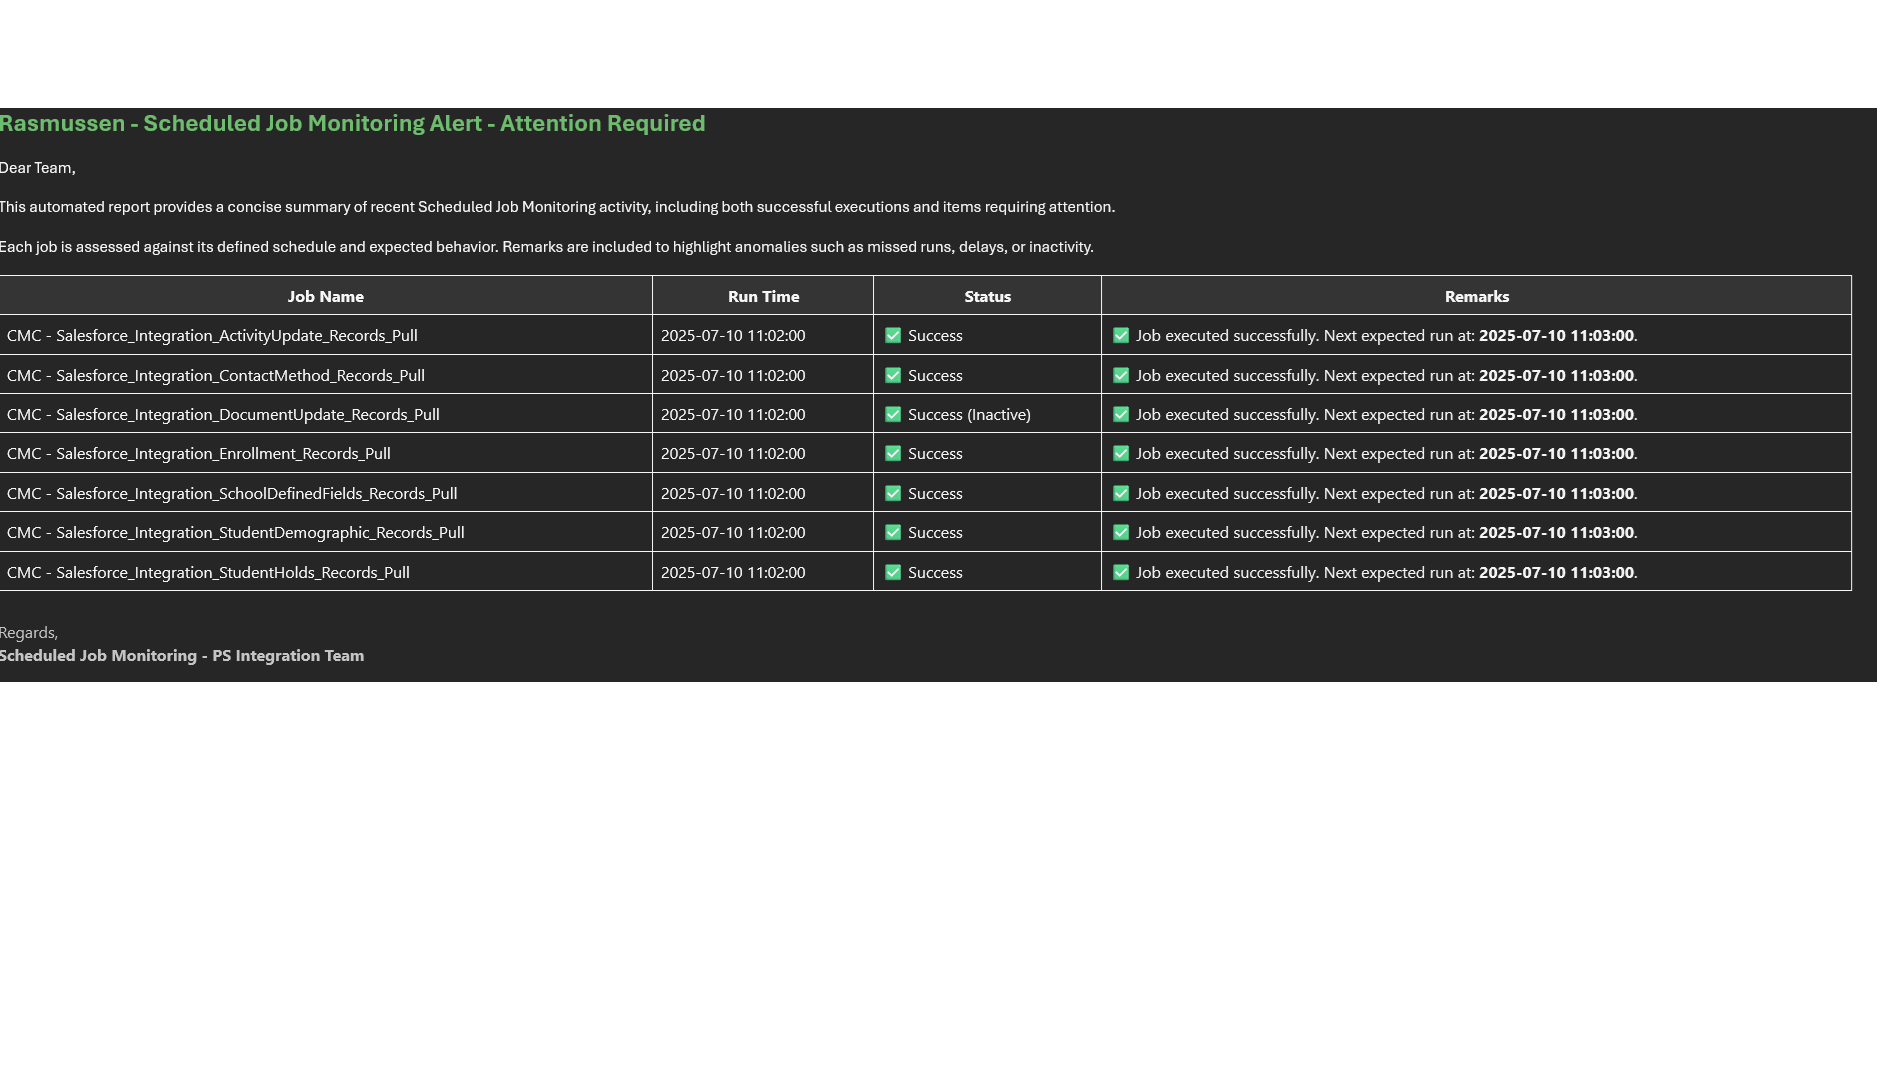 Rasmussen - Scheduled Job Monitoring Alert - Attention Required
Dear Team,
This automated report provides a concise summary of recent Scheduled Job Monitoring activity, including both successful executions and items requiring attention.
Each job is assessed against its defined schedule and expected behavior. Remarks are included to highlight anomalies such as missed runs, delays, or inactivity.
Job Name Run Time Status Remarks
CMC - Salesforce_Integration_ActivityUpdate_Records_Pull 2025-07-10 11:02:00 ✅ Success ✅ Job executed successfully. Next expected run at: 2025-07-10 11:03:00.
CMC - Salesforce_Integration_ContactMethod_Records_Pull 2025-07-10 11:02:00 ✅ Success ✅ Job executed successfully. Next expected run at: 2025-07-10 11:03:00.
CMC - Salesforce_Integration_DocumentUpdate_Records_Pull 2025-07-10 11:02:00 ✅ Success (Inactive) ✅ Job executed successfully. Next expected run at: 2025-07-10 11:03:00.
CMC - Salesforce_Integration_Enrollment_Records_Pull 2025-07-10 11:02:00 ✅ Success ✅ Job executed successfully. Next expected run at: 2025-07-10 11:03:00.
CMC - Salesforce_Integration_SchoolDefinedFields_Records_Pull 2025-07-10 11:02:00 ✅ Success ✅ Job executed successfully. Next expected run at: 2025-07-10 11:03:00.
CMC - Salesforce_Integration_StudentDemographic_Records_Pull 2025-07-10 11:02:00 ✅ Success ✅ Job executed successfully. Next expected run at: 2025-07-10 11:03:00.
CMC - Salesforce_Integration_StudentHolds_Records_Pull 2025-07-10 11:02:00 ✅ Success ✅ Job executed successfully. Next expected run at: 2025-07-10 11:03:00.
Regards,
Scheduled Job Monitoring - PS Integration Team